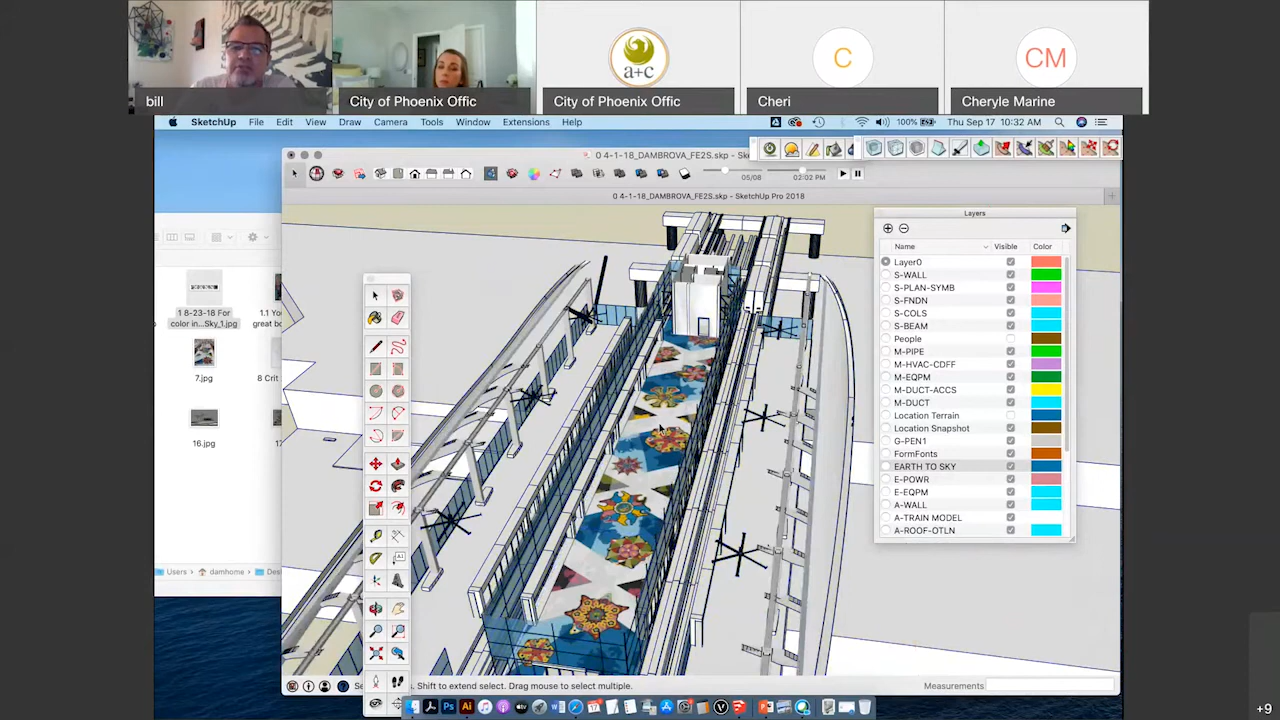 a+c
C
CM
bill
City of Phoenix Offic
City of Phoenix Offic
Cheri
Cheryle Marine
SketchUp File Edit View Draw Camera Tools Window Extensions Help
100%
Thu Sep 17 10:32 AM
0 4-1-18_DAMBROVA_FE2S.skp - Ske
05/08
02:02 PM
0 4-1-18_DAMBROVA_FE2S.skp - SketchUp Pro 2018
Layers
Name Visible Color
Layer0
S-WALL
S-PLAN-SYMB
S-FNDN
S-COLS
S-BEAM
People
M-PIPE
M-HVAC-CDFF
M-EQPM
M-DUCT-ACCS
M-DUCT
Location Terrain
Location Snapshot
G-PEN1
FormFonts
EARTH TO SKY
E-POWR
E-EQPM
A-WALL
A-TRAIN MODEL
A-ROOF-OTLN
1 8-23-18 For
color in...Sky_1.jpg
1.1 You
great bo
7.jpg
8 Crit
16.jpg
Users › damhome › Des
Shift to extend select. Drag mouse to select multiple.
Measurements
+9